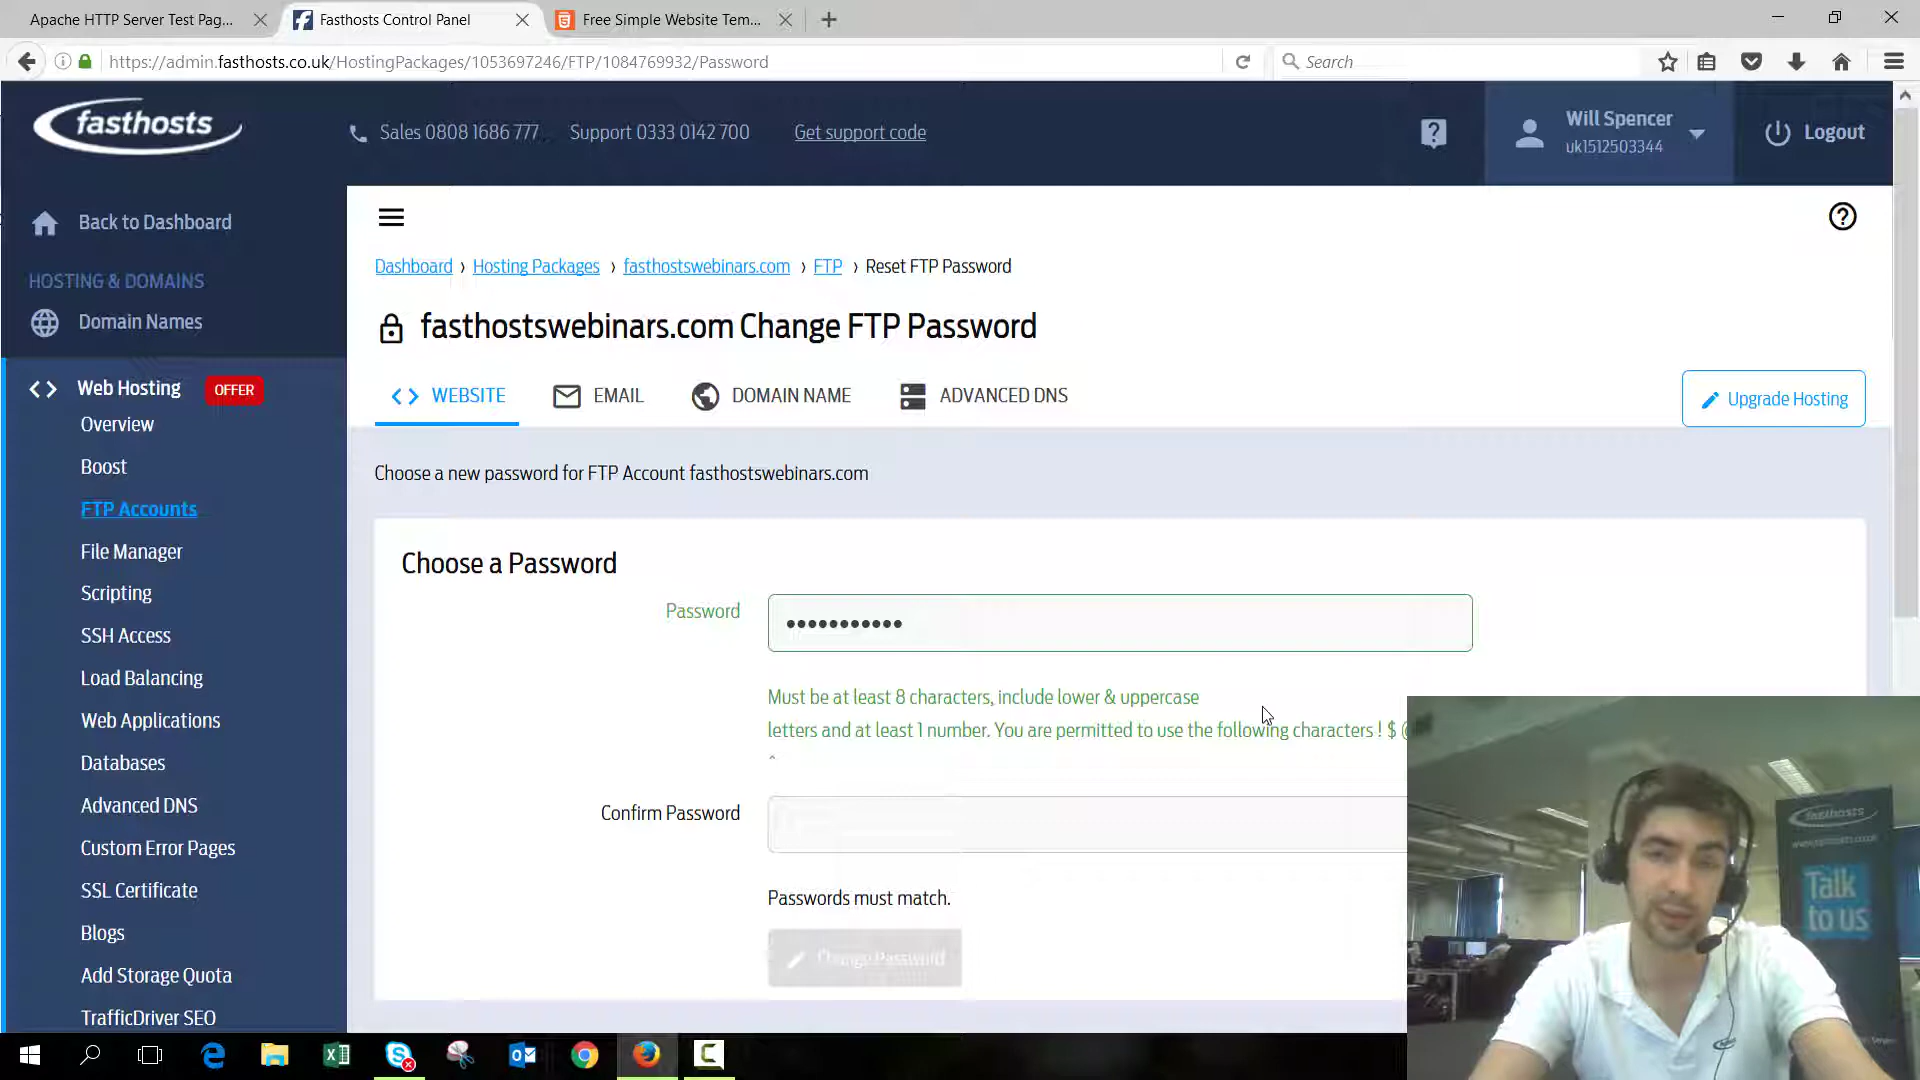 Apache HTTP Server Test Pag...
Fasthosts Control Panel
Free Simple Website Tem...
https://admin.fasthosts.co.uk/HostingPackages/1053697246/FTP/1084769932/Password
Search
fasthosts
Sales 0808 1686 777
Support 0333 0142 700
Get support code
Will Spencer
uk1512503344
Logout
Back to Dashboard
HOSTING & DOMAINS
Domain Names
Web Hosting OFFER
Overview
Boost
FTP Accounts
File Manager
Scripting
SSH Access
Load Balancing
Web Applications
Databases
Advanced DNS
Custom Error Pages
SSL Certificate
Blogs
Add Storage Quota
TrafficDriver SEO
Dashboard › Hosting Packages › fasthostswebinars.com › FTP › Reset FTP Password
fasthostswebinars.com Change FTP Password
WEBSITE
EMAIL
DOMAIN NAME
ADVANCED DNS
Upgrade Hosting
Choose a new password for FTP Account fasthostswebinars.com
Choose a Password
Password
•••••••••••
Must be at least 8 characters, include lower & uppercase
letters and at least 1 number. You are permitted to use the following characters ! $ @
^
Confirm Password
Passwords must match.
Change Password
fasthosts
Talk
to us